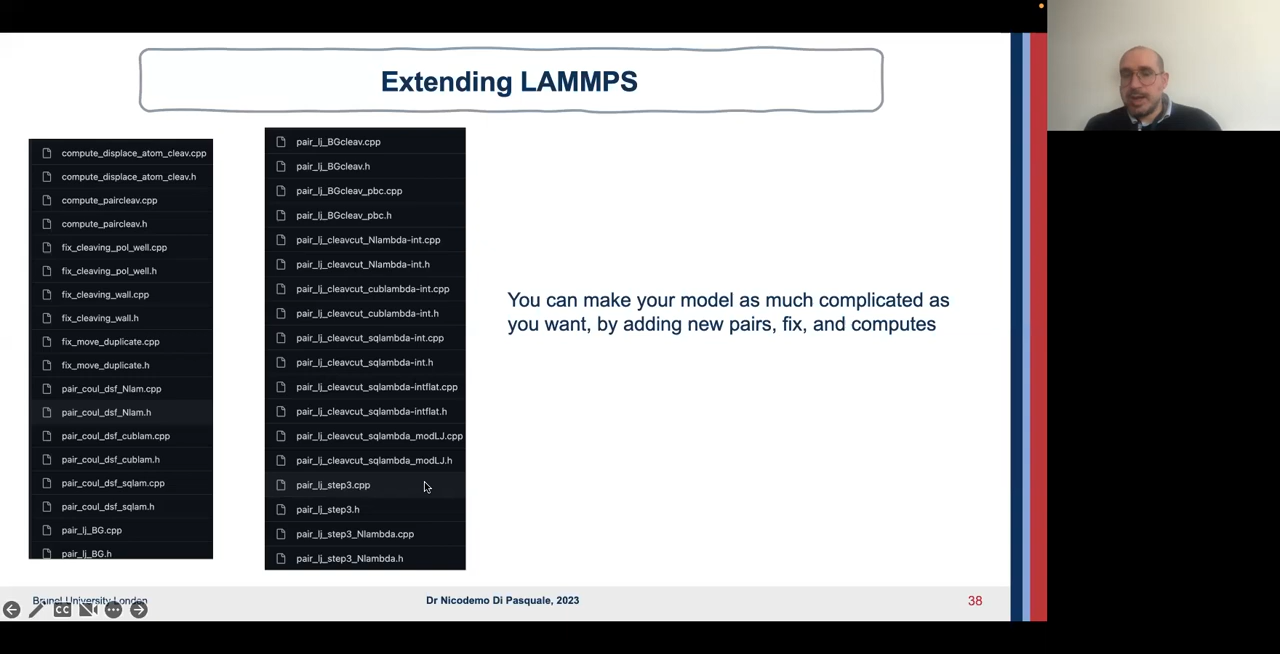 Extending LAMMPS
compute_displace_atom_cleav.cpp
compute_displace_atom_cleav.h
compute_paircleav.cpp
compute_paircleav.h
fix_cleaving_pol_well.cpp
fix_cleaving_pol_well.h
fix_cleaving_wall.cpp
fix_cleaving_wall.h
fix_move_duplicate.cpp
fix_move_duplicate.h
pair_coul_dsf_Nlam.cpp
pair_coul_dsf_Nlam.h
pair_coul_dsf_cublam.cpp
pair_coul_dsf_cublam.h
pair_coul_dsf_sqlam.cpp
pair_coul_dsf_sqlam.h
pair_lj_BG.cpp
pair_lj_BG.h
pair_lj_BGcleav.cpp
pair_lj_BGcleav.h
pair_lj_BGcleav_pbc.cpp
pair_lj_BGcleav_pbc.h
pair_lj_cleavcut_Nlambda-int.cpp
pair_lj_cleavcut_Nlambda-int.h
pair_lj_cleavcut_cublambda-int.cpp
pair_lj_cleavcut_cublambda-int.h
pair_lj_cleavcut_sqlambda-int.cpp
pair_lj_cleavcut_sqlambda-int.h
pair_lj_cleavcut_sqlambda-intflat.cpp
pair_lj_cleavcut_sqlambda-intflat.h
pair_lj_cleavcut_sqlambda_modLJ.cpp
pair_lj_cleavcut_sqlambda_modLJ.h
pair_lj_step3.cpp
pair_lj_step3.h
pair_lj_step3_Nlambda.cpp
pair_lj_step3_Nlambda.h
You can make your model as much complicated as
you want, by adding new pairs, fix, and computes
Brunel University London
CC
Dr Nicodemo Di Pasquale, 2023
38